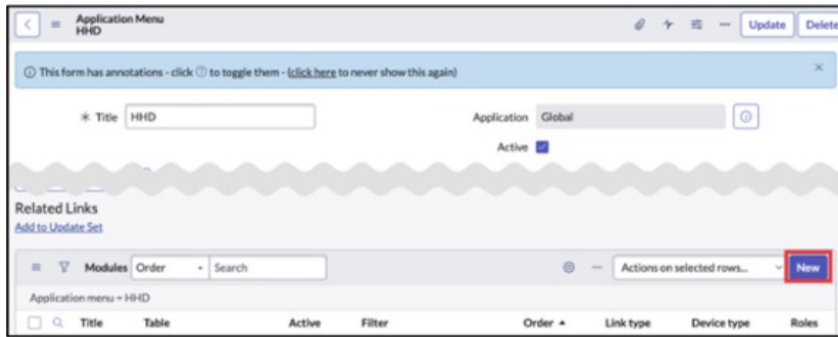 Application Menu
HHD
Update
Delete
This form has annotations - click ? to toggle them - (click here to never show this again)
Title HHD
Application Global
Active
Related Links
Add to Update Set
Modules Order Search Actions on selected rows... New
Application menu = HHD
Title Table Active Filter Order Link type Device type Roles